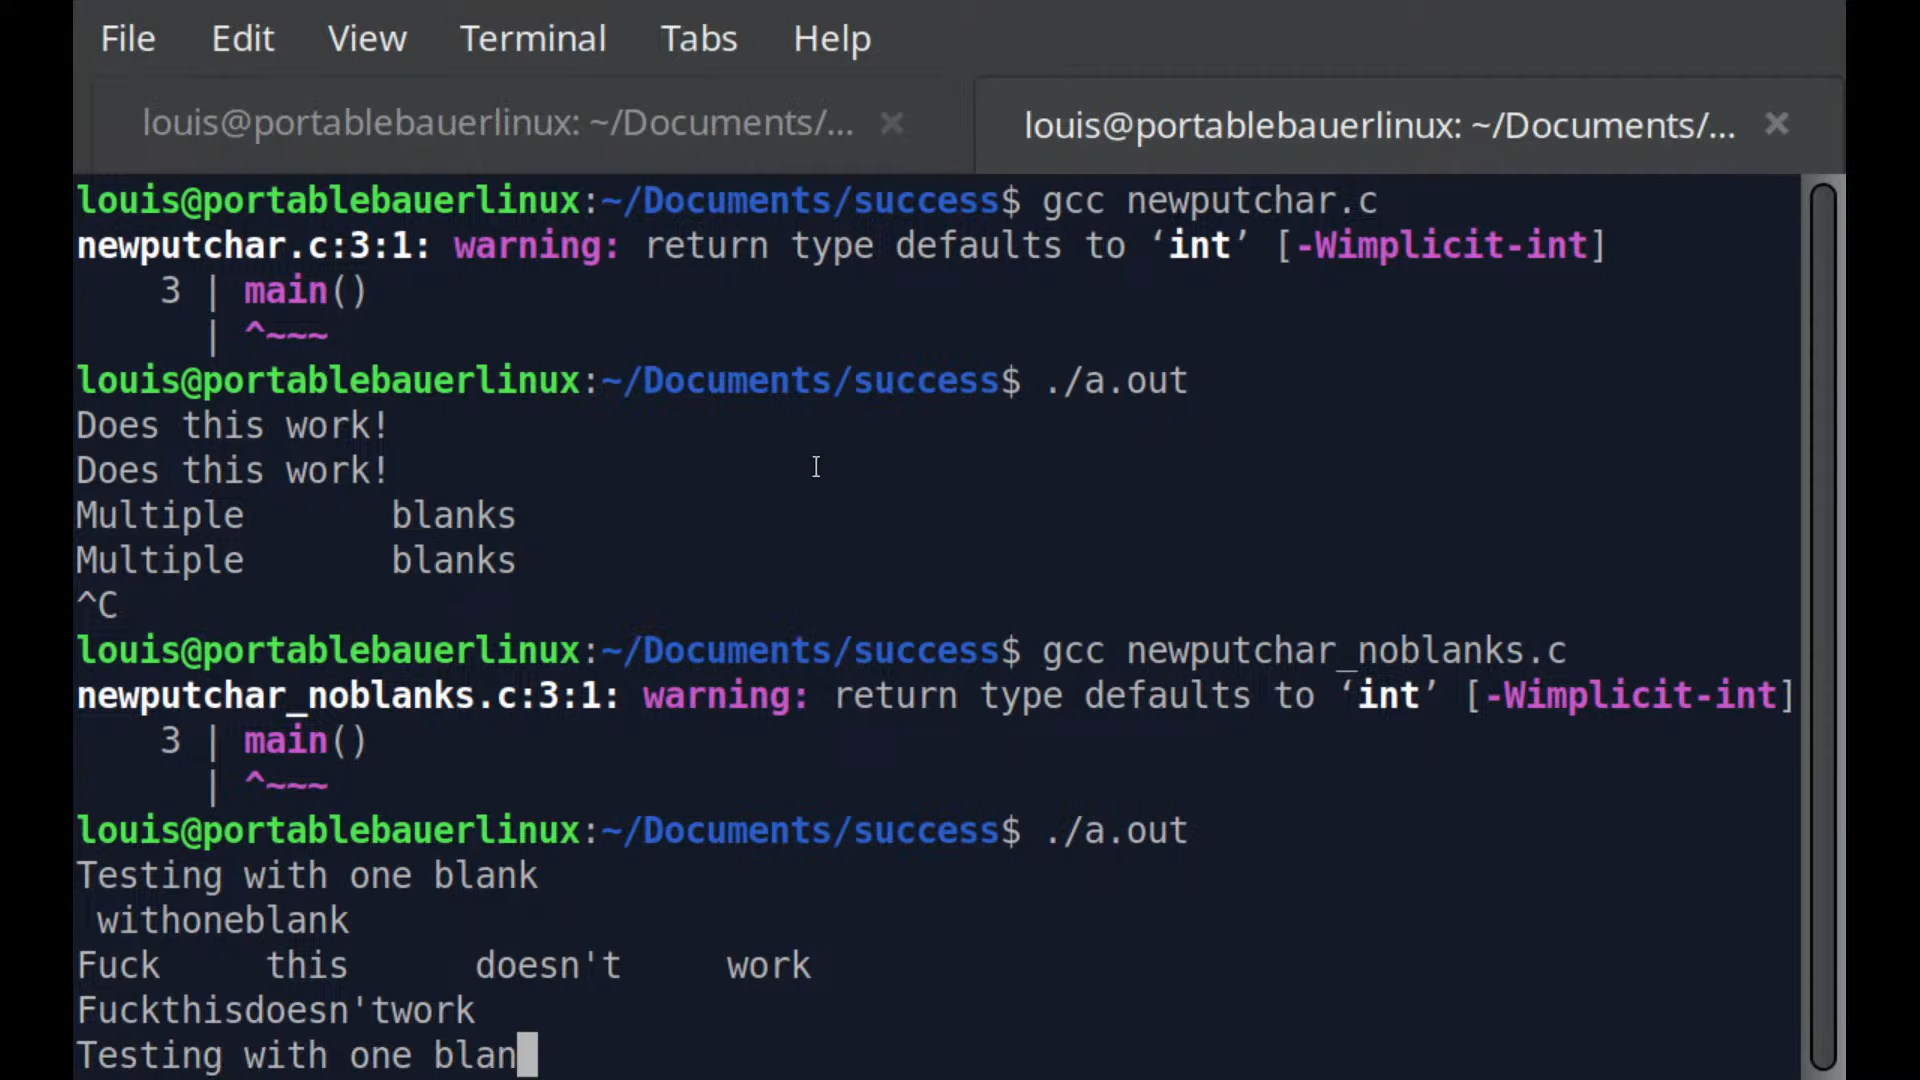 File Edit View Terminal Tabs Help
louis@portablebauerlinux: ~/Documents/... × louis@portablebauerlinux: ~/Documents/... ×
louis@portablebauerlinux:~/Documents/success$ gcc newputchar.c
newputchar.c:3:1: warning: return type defaults to ‘int’ [-Wimplicit-int]
    3 | main()
      | ^~~~
louis@portablebauerlinux:~/Documents/success$ ./a.out
Does this work!
Does this work!
Multiple       blanks
Multiple       blanks
^C
louis@portablebauerlinux:~/Documents/success$ gcc newputchar_noblanks.c
newputchar_noblanks.c:3:1: warning: return type defaults to ‘int’ [-Wimplicit-int]
    3 | main()
      | ^~~~
louis@portablebauerlinux:~/Documents/success$ ./a.out
Testing with one blank
 withoneblank
Fuck     this      doesn't     work
Fuckthisdoesn'twork
Testing with one blan